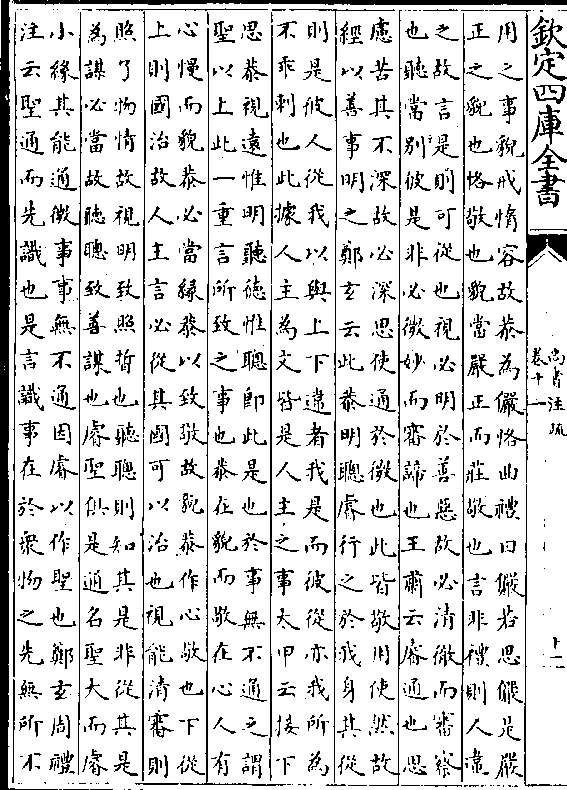 欽定四庫全書
尚書注疏
卷十一
十一
用之事貌戒惰容故恭為儼恪曲禮曰儼若思儼是嚴
正之貌也恪敬也貌當嚴正而莊敬也言非禮則人違
之故言是則可從也視必明於善惡故必清徹而審察
也聽當别彼是非必微妙而審諦也王肅云睿通也思
慮苦其不深故必深思使通於微也此皆敬用使然故
經以善事明之鄭玄云此恭明聰睿行之於我身其從
則是彼人從我以與上下違者我是而彼從亦我所為
不乖刺也此據人主為文皆是人主之事太甲云接下
思恭視遠惟明聽德惟聰即此是也於事無不通之謂
聖以上此一重言所致之事也恭在貌而敬在心人有
心慢而貌恭必當緣恭以致敬故貌恭作心敬也下從
上則國治故人主言必從其國可以治也視能清審則
照了物情故視明致照晢也聽聰則知其是非從其是
為謀必當故聽聰致善謀也睿聖俱是通名聖大而睿
小緣其能通微事事無不通因睿以作聖也鄭玄周禮
注云聖通而先識也是言識事在於衆物之先無所不